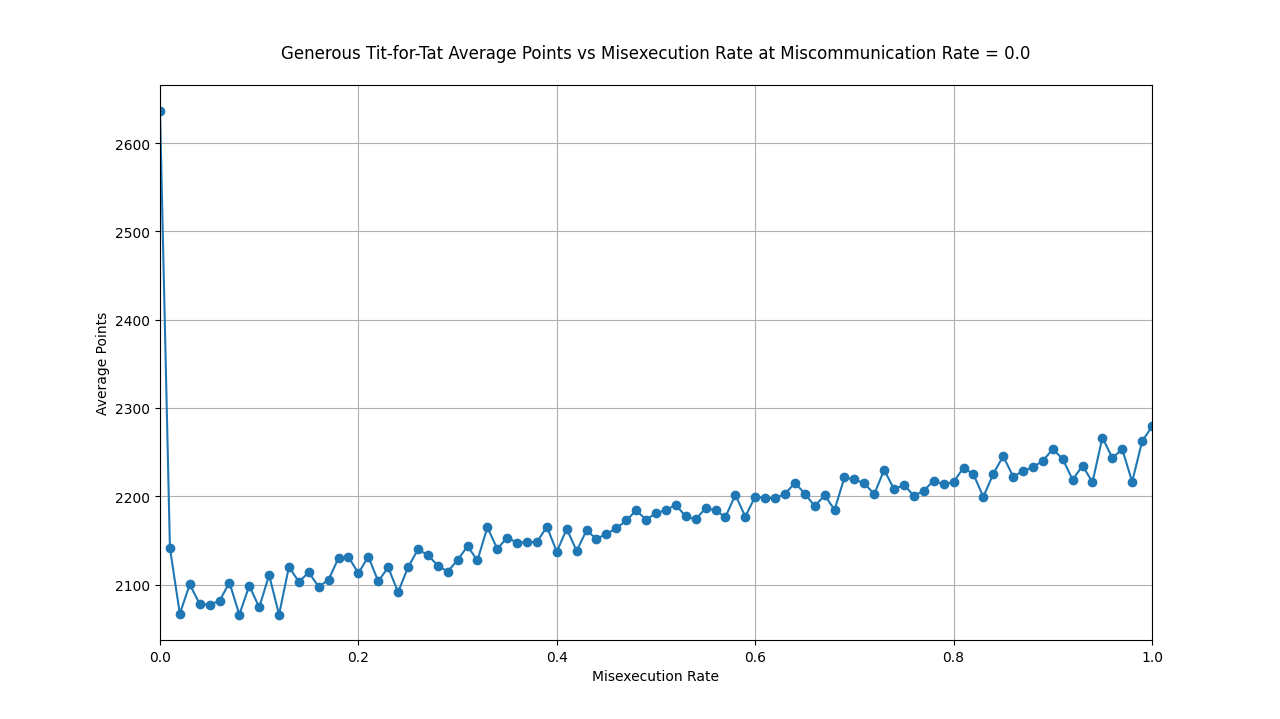 Generous Tit-for-Tat Average Points vs Misexecution Rate at Miscommunication Rate = 0.0
2600
2500
2400
2300
2200
2100
Average Points
0.0 0.2 0.4 0.6 0.8 1.0
Misexecution Rate